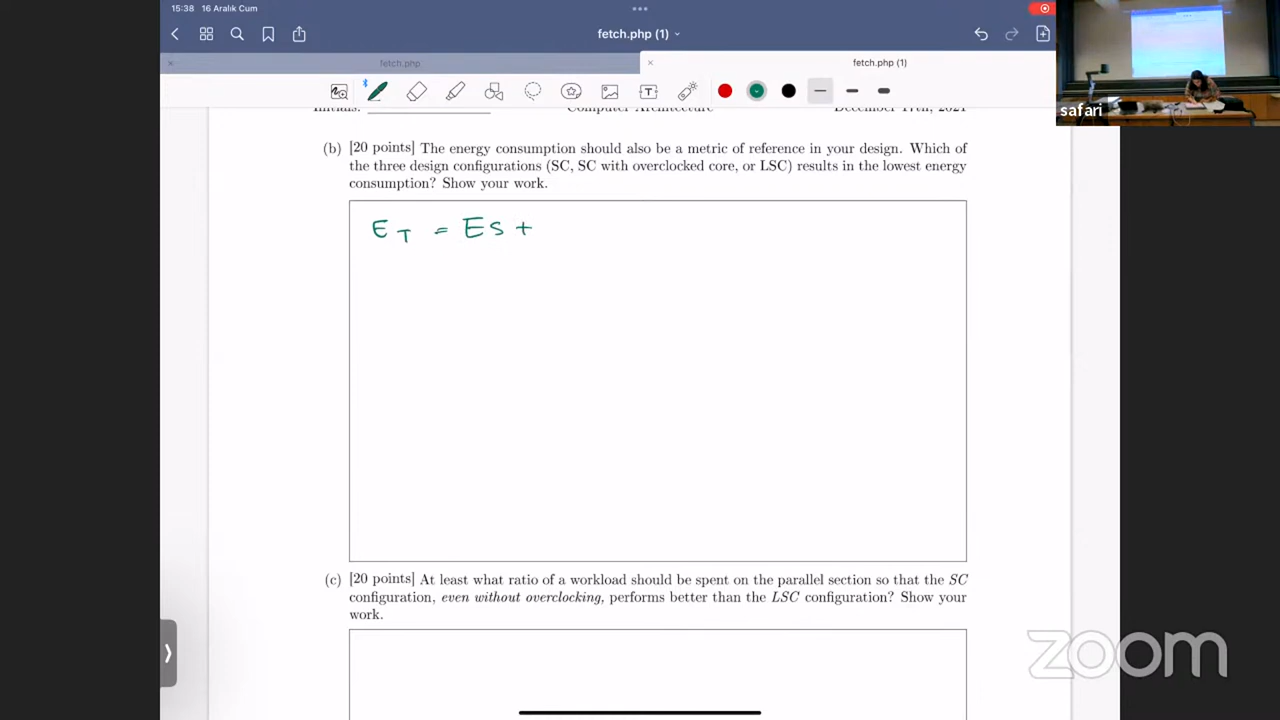 15:38 16 Aralık Cum
fetch.php (1)
fetch.php
fetch.php (1)
safari
Initials: Computer Architecture December 17th, 2021
(b) [20 points] The energy consumption should also be a metric of reference in your design. Which of
the three design configurations (SC, SC with overclocked core, or LSC) results in the lowest energy
consumption? Show your work.
E T = ES +
(c) [20 points] At least what ratio of a workload should be spent on the parallel section so that the SC
configuration, even without overclocking, performs better than the LSC configuration? Show your
work.
zoom